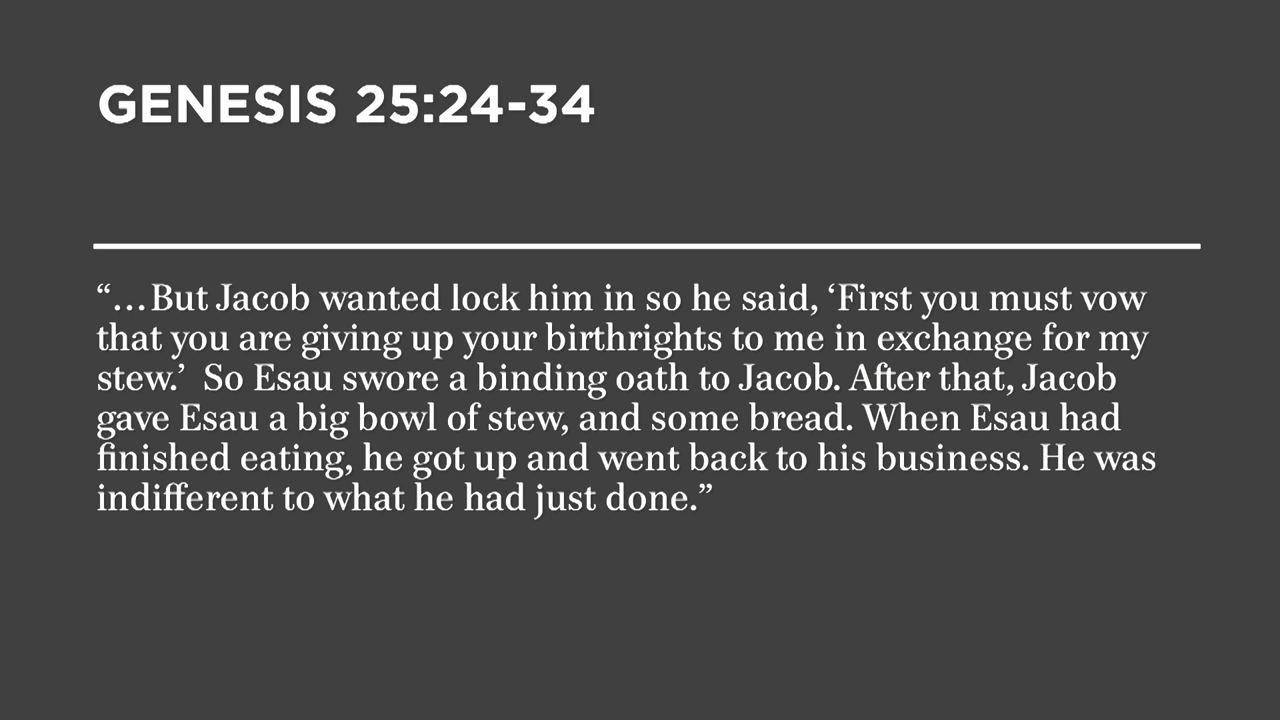 GENESIS 25:24-34
“…But Jacob wanted lock him in so he said, ‘First you must vow
that you are giving up your birthrights to me in exchange for my
stew.’  So Esau swore a binding oath to Jacob. After that, Jacob
gave Esau a big bowl of stew, and some bread. When Esau had
finished eating, he got up and went back to his business. He was
indifferent to what he had just done.”